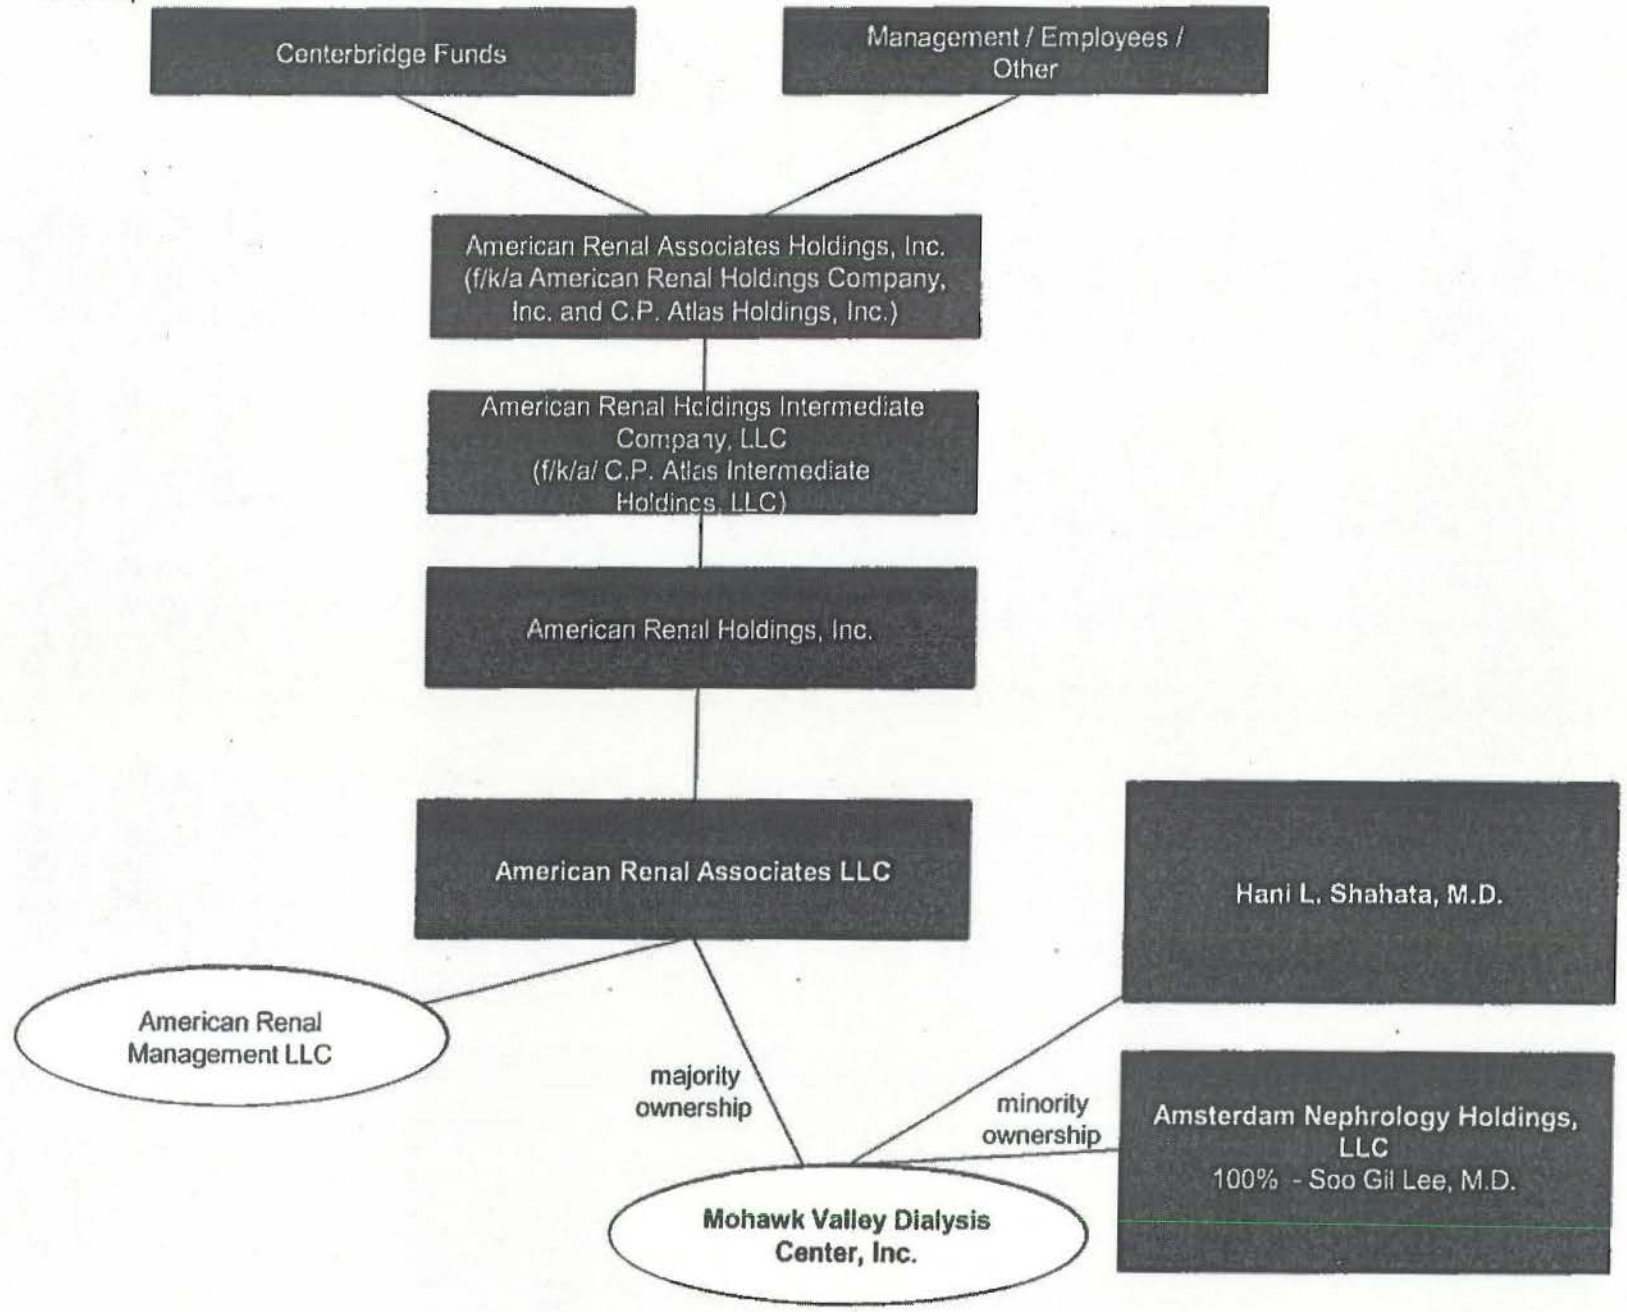 Centerbridge Funds
Management / Employees /
Other
American Renal Associates Holdings, Inc.
(f/k/a American Renal Holdings Company,
Inc. and C.P. Atlas Holdings, Inc.)
American Renal Holdings Intermediate
Company, LLC
(f/k/a/ C.P. Atlas Intermediate
Holdings, LLC)
American Renal Holdings, Inc.
American Renal Associates LLC
Hani L. Shahata, M.D.
American Renal
Management LLC
majority
ownership
minority
ownership
Amsterdam Nephrology Holdings,
LLC
100% - Soo Gil Lee, M.D.
Mohawk Valley Dialysis
Center, Inc.